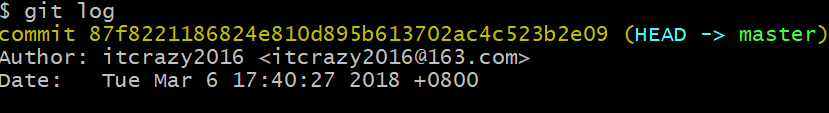 $ git log
commit 87f8221186824e810d895b613702ac4c523b2e09 (HEAD -> master)
Author: itcrazy2016 <itcrazy2016@163.com>
Date:   Tue Mar 6 17:40:27 2018 +0800